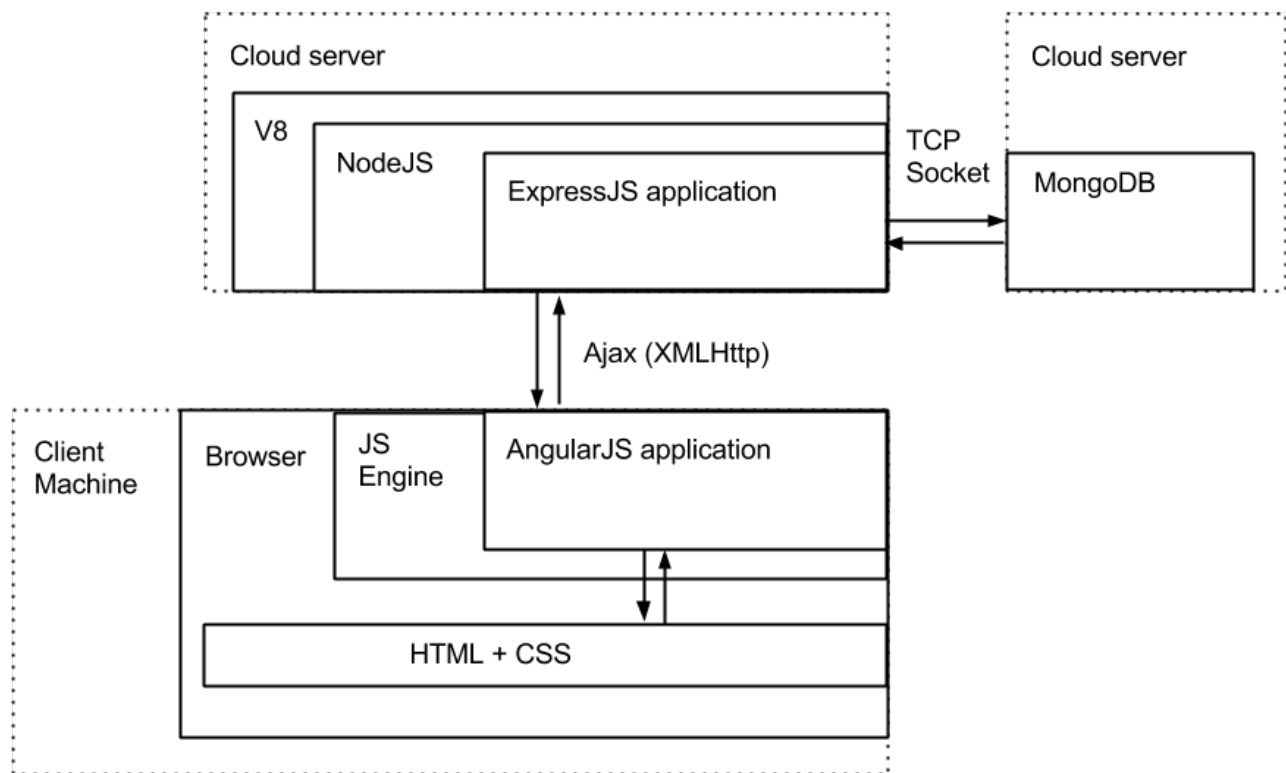 Cloud server
Cloud server
V8
NodeJS
ExpressJS application
TCP
Socket
MongoDB
Ajax (XMLHttp)
Client
Machine
Browser
JS
Engine
AngularJS application
HTML + CSS